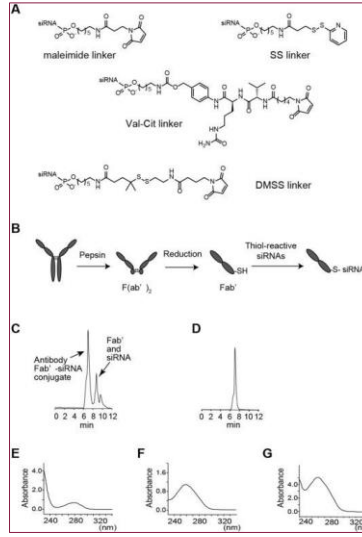 A
siRNA
maleimide linker
siRNA
SS linker
siRNA
Val-Cit linker
siRNA
DMSS linker
B
Pepsin
Reduction
Thiol-reactive
siRNAs
F(ab' )2
SH
Fab'
S- siRNA
C
D
Antibody
Fab' -siRNA
conjugate
Fab'
and
siRNA
0 2 4 6 8 10 12
min
0 2 4 6 8 10 12
min
E
F
G
Absorbance
4.0
2.0
0.0
240 280 320
(nm)
Absorbance
1.6
0.8
0.0
240 280 320
(nm)
Absorbance
5.0
2.5
0.0
240 280 320
(nm)